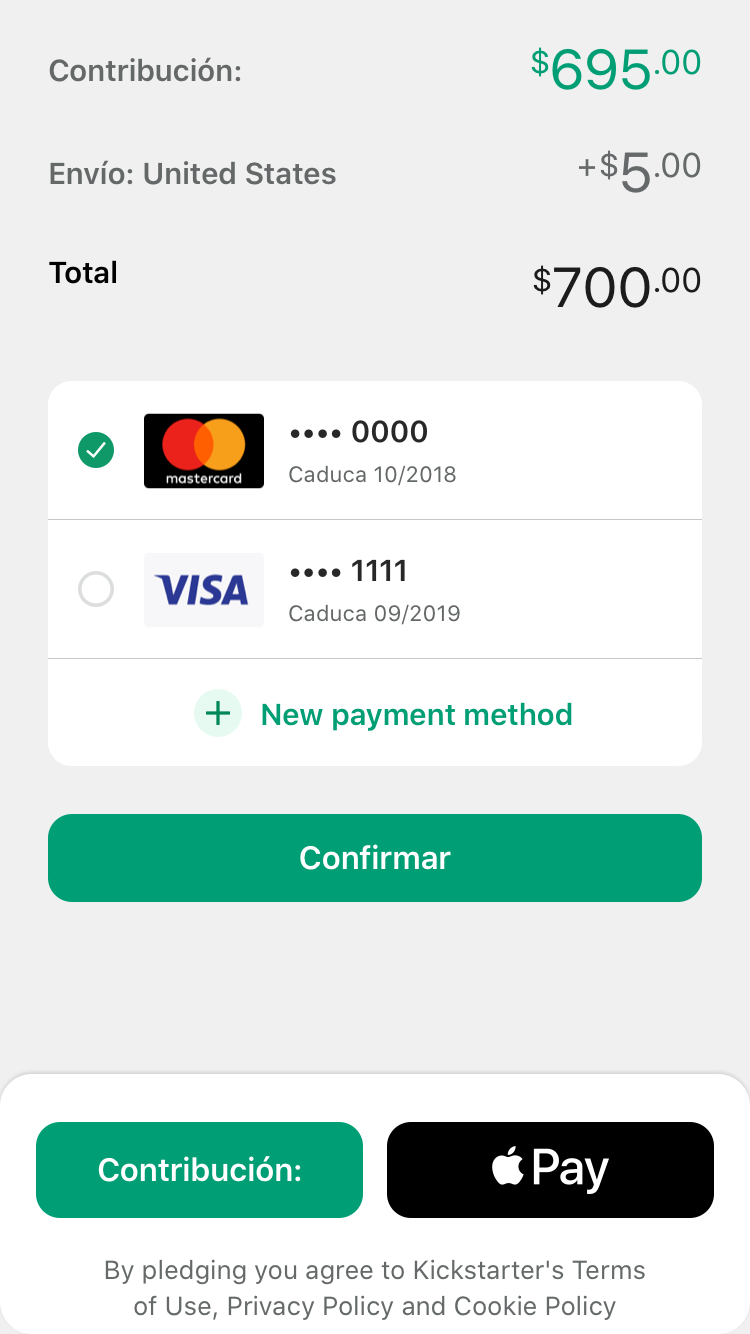 Contribución: $695.00
Envío: United States +$5.00
Total $700.00
mastercard
•••• 0000
Caduca 10/2018
VISA
•••• 1111
Caduca 09/2019
+ New payment method
Confirmar
Contribución:
Pay
By pledging you agree to Kickstarter's Terms
of Use, Privacy Policy and Cookie Policy